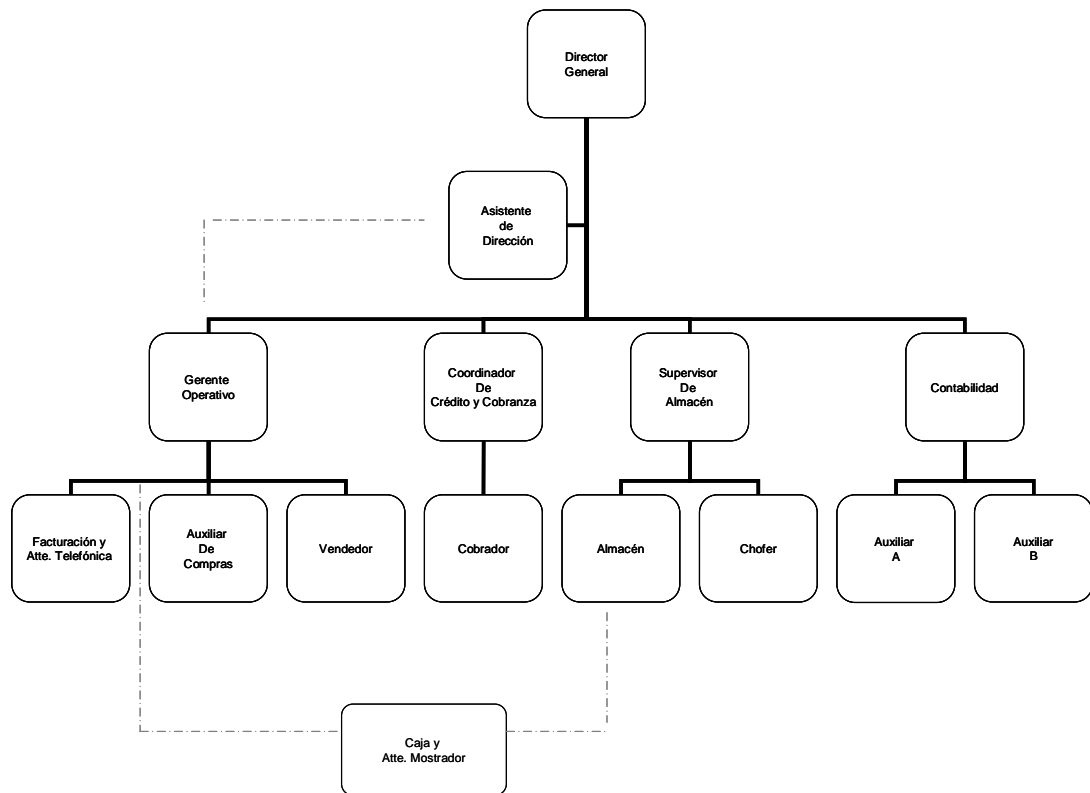 Director
General
Asistente
de
Dirección
Gerente
Operativo
Coordinador
De
Crédito y Cobranza
Supervisor
De
Almacén
Contabilidad
Facturación y
Atte. Telefónica
Auxiliar
De
Compras
Vendedor
Cobrador
Almacén
Chofer
Auxiliar
A
Auxiliar
B
Caja y
Atte. Mostrador